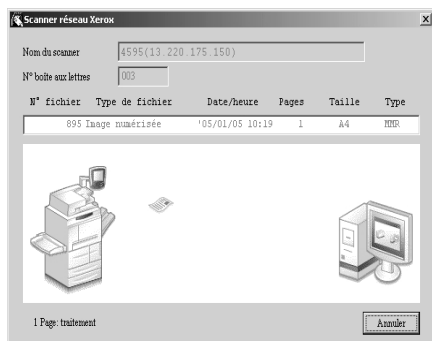 Scanner réseau Xerox
Nom du scanner 4595(13.220.175.150)
N° boîte aux lettres 003
N° fichier Type de fichier Date/heure Pages Taille Type
895 Image numérisée '05/01/05 10:19 1 A4 MMR
1 Page: traitement Annuler